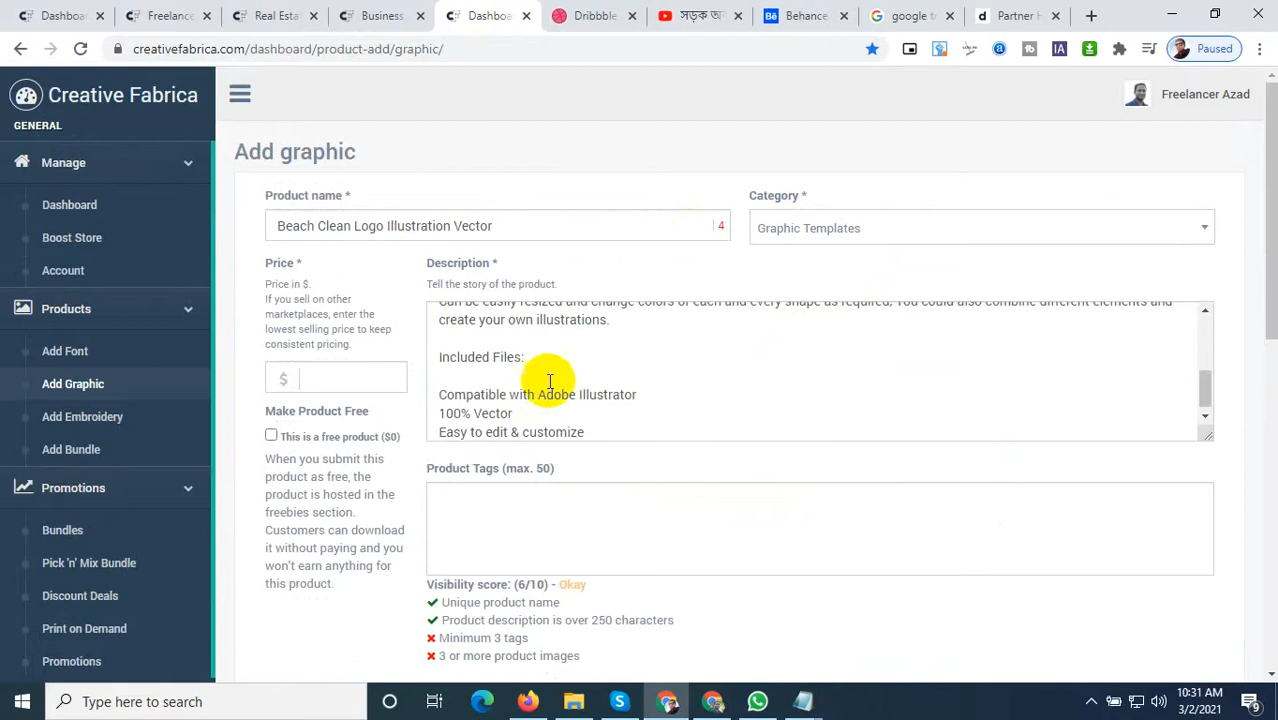 Dashbo
Freelance
Real Esta
Business
Dashbo
Dribbble
সড়ক
Behance
google t
Partner H
creativefabrica.com/dashboard/product-add/graphic/
IA
Paused
Creative Fabrica
Freelancer Azad
GENERAL
Manage
Dashboard
Boost Store
Account
Products
Add Font
Add Graphic
Add Embroidery
Add Bundle
Promotions
Bundles
Pick 'n' Mix Bundle
Discount Deals
Print on Demand
Promotions
Add graphic
Product name *
Beach Clean Logo Illustration Vector
4
Category *
Graphic Templates
Price *
Price in $.
If you sell on other
marketplaces, enter the
lowest selling price to keep
consistent pricing.
$
Make Product Free
This is a free product ($0)
When you submit this
product as free, the
product is hosted in the
freebies section.
Customers can download
it without paying and you
won't earn anything for
this product.
Description *
Tell the story of the product.
Can be easily resized and change colors of each and every shape as required, You could also combine different elements and
create your own illustrations.
Included Files:
Compatible with Adobe Illustrator
100% Vector
Easy to edit & customize
Product Tags (max. 50)
Visibility score: (6/10) - Okay
Unique product name
Product description is over 250 characters
Minimum 3 tags
3 or more product images
Type here to search
10:31 AM
3/2/2021
9